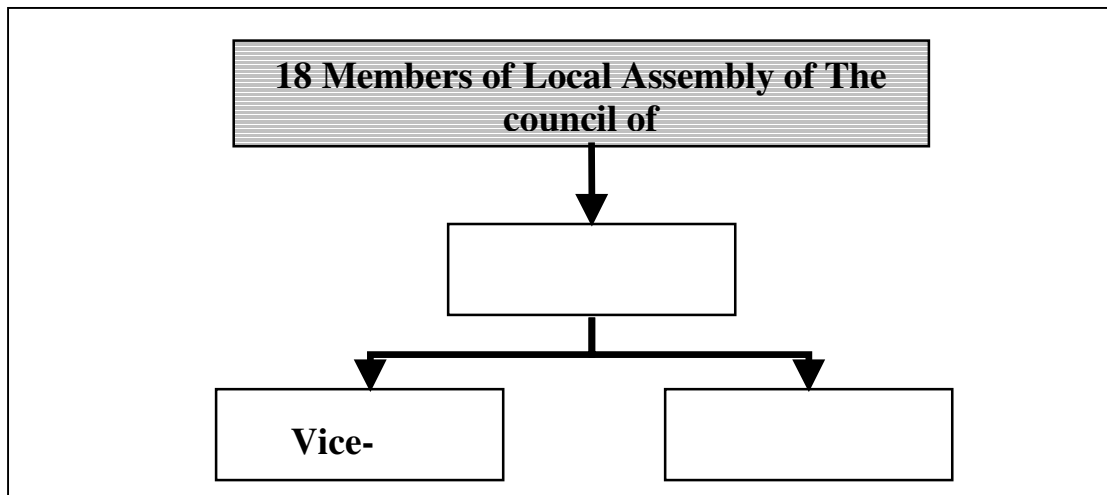 18 Members of Local Assembly of The
council of
Vice-